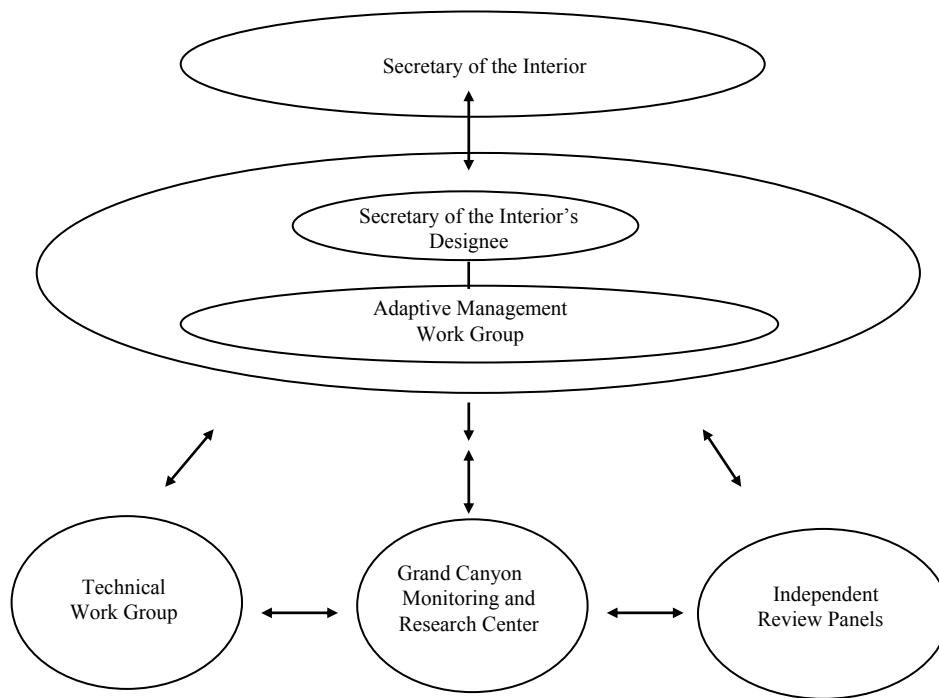 Secretary of the Interior
Secretary of the Interior's
Designee
Adaptive Management
Work Group
Technical
Work Group
Grand Canyon
Monitoring and
Research Center
Independent
Review Panels